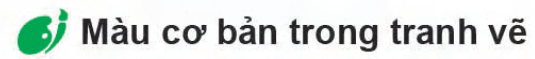 Màu cơ bản trong tranh vẽ